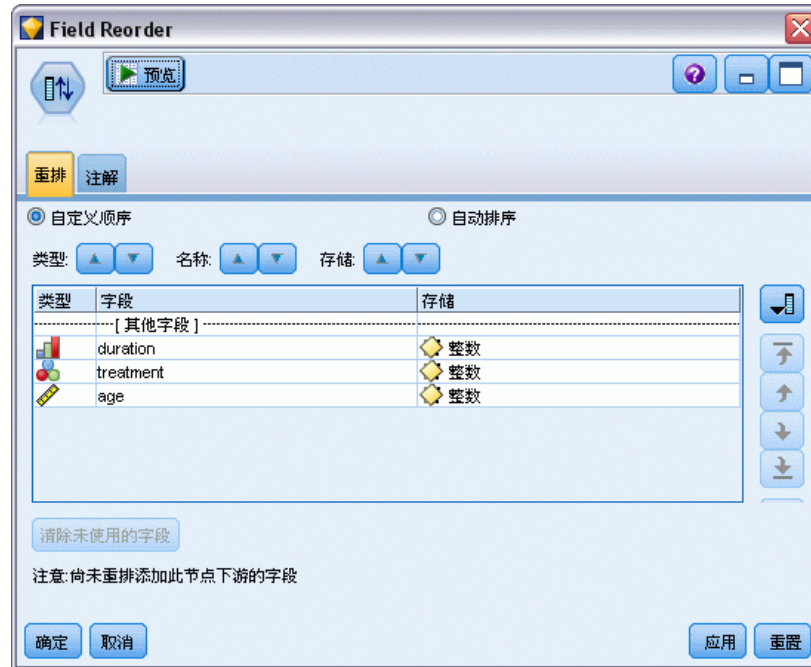 Field Reorder
预览
重排 注解
自定义顺序 自动排序
类型: 名称: 存储:
类型 字段 存储
[ 其他字段 ]
duration 整数
treatment 整数
age 整数
清除未使用的字段
注意:尚未重排添加此节点下游的字段
确定 取消 应用 重置